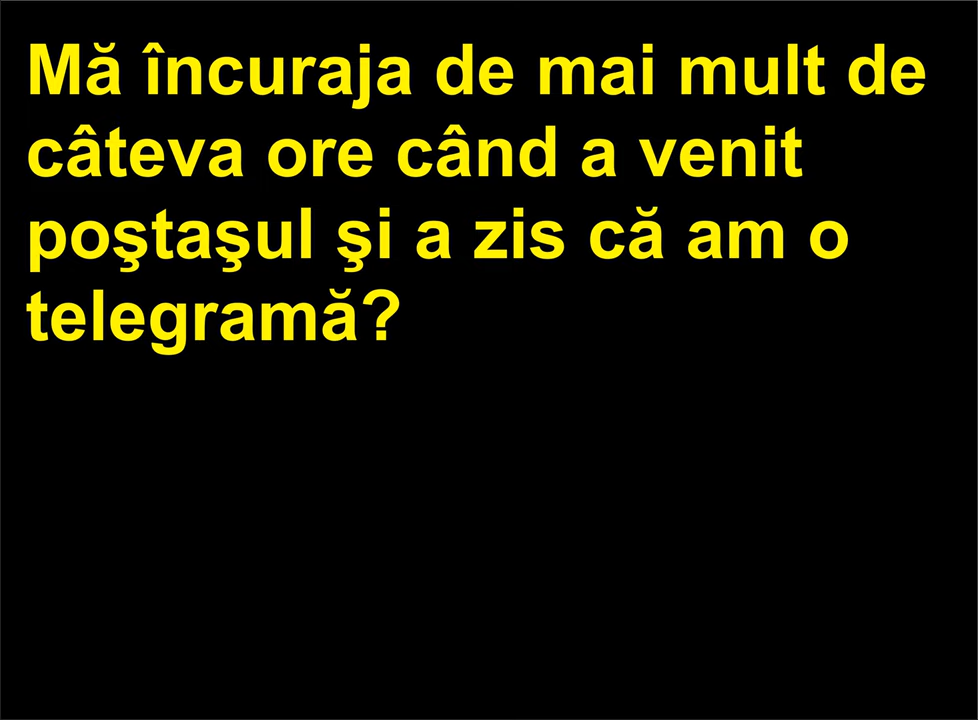 Mă încuraja de mai mult de
câteva ore când a venit
poştaşul şi a zis că am o
telegramă?